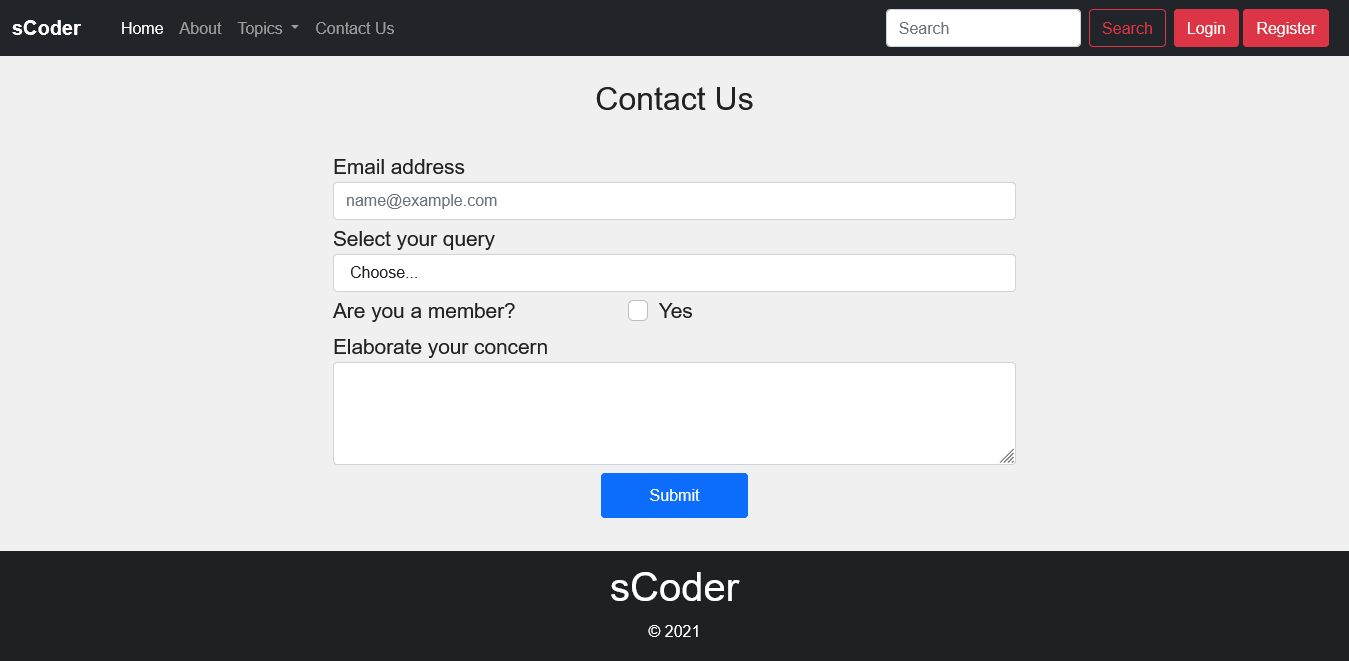 sCoder Home About Topics Contact Us Search Search Login Register
Contact Us
Email address
name@example.com
Select your query
Choose...
Are you a member? Yes
Elaborate your concern
Submit
sCoder
© 2021